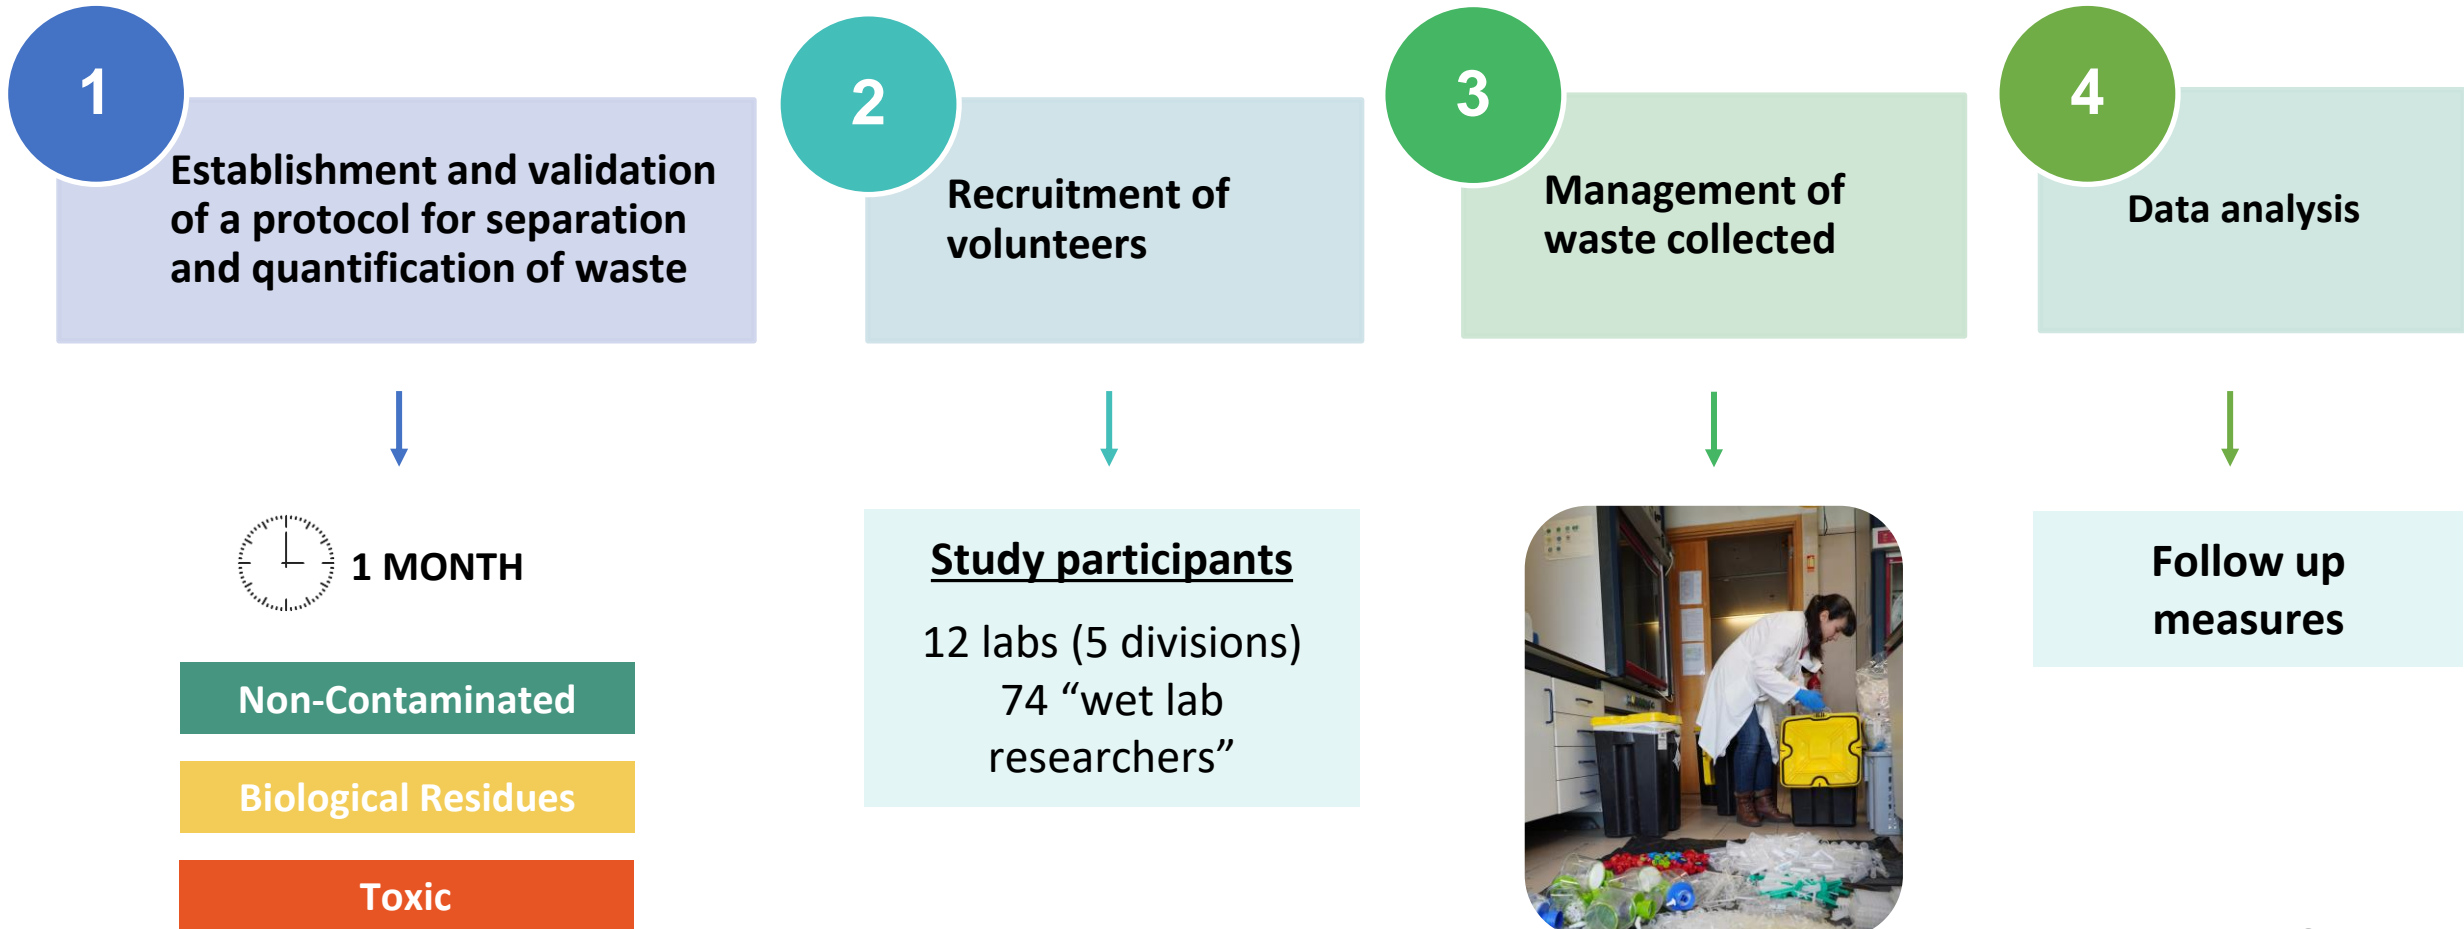 1
Establishment and validation
of a protocol for separation
and quantification of waste
2
Recruitment of
volunteers
3
Management of
waste collected
4
Data analysis
1 MONTH
Non-Contaminated
Biological Residues
Toxic
Study participants
12 labs (5 divisions)
74 “wet lab
researchers”
Follow up
measures